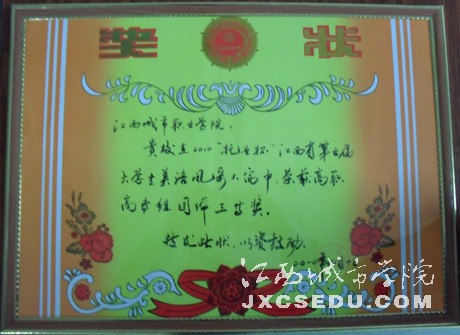 奖状
江西城市职业学院:
贵校在2010"托业杯"江西省第五届
大学生英语风采大赛中,荣获高职
高专组团体三等奖。
特发此状,以资鼓励
江西城市学院
JXCSEDU.COM